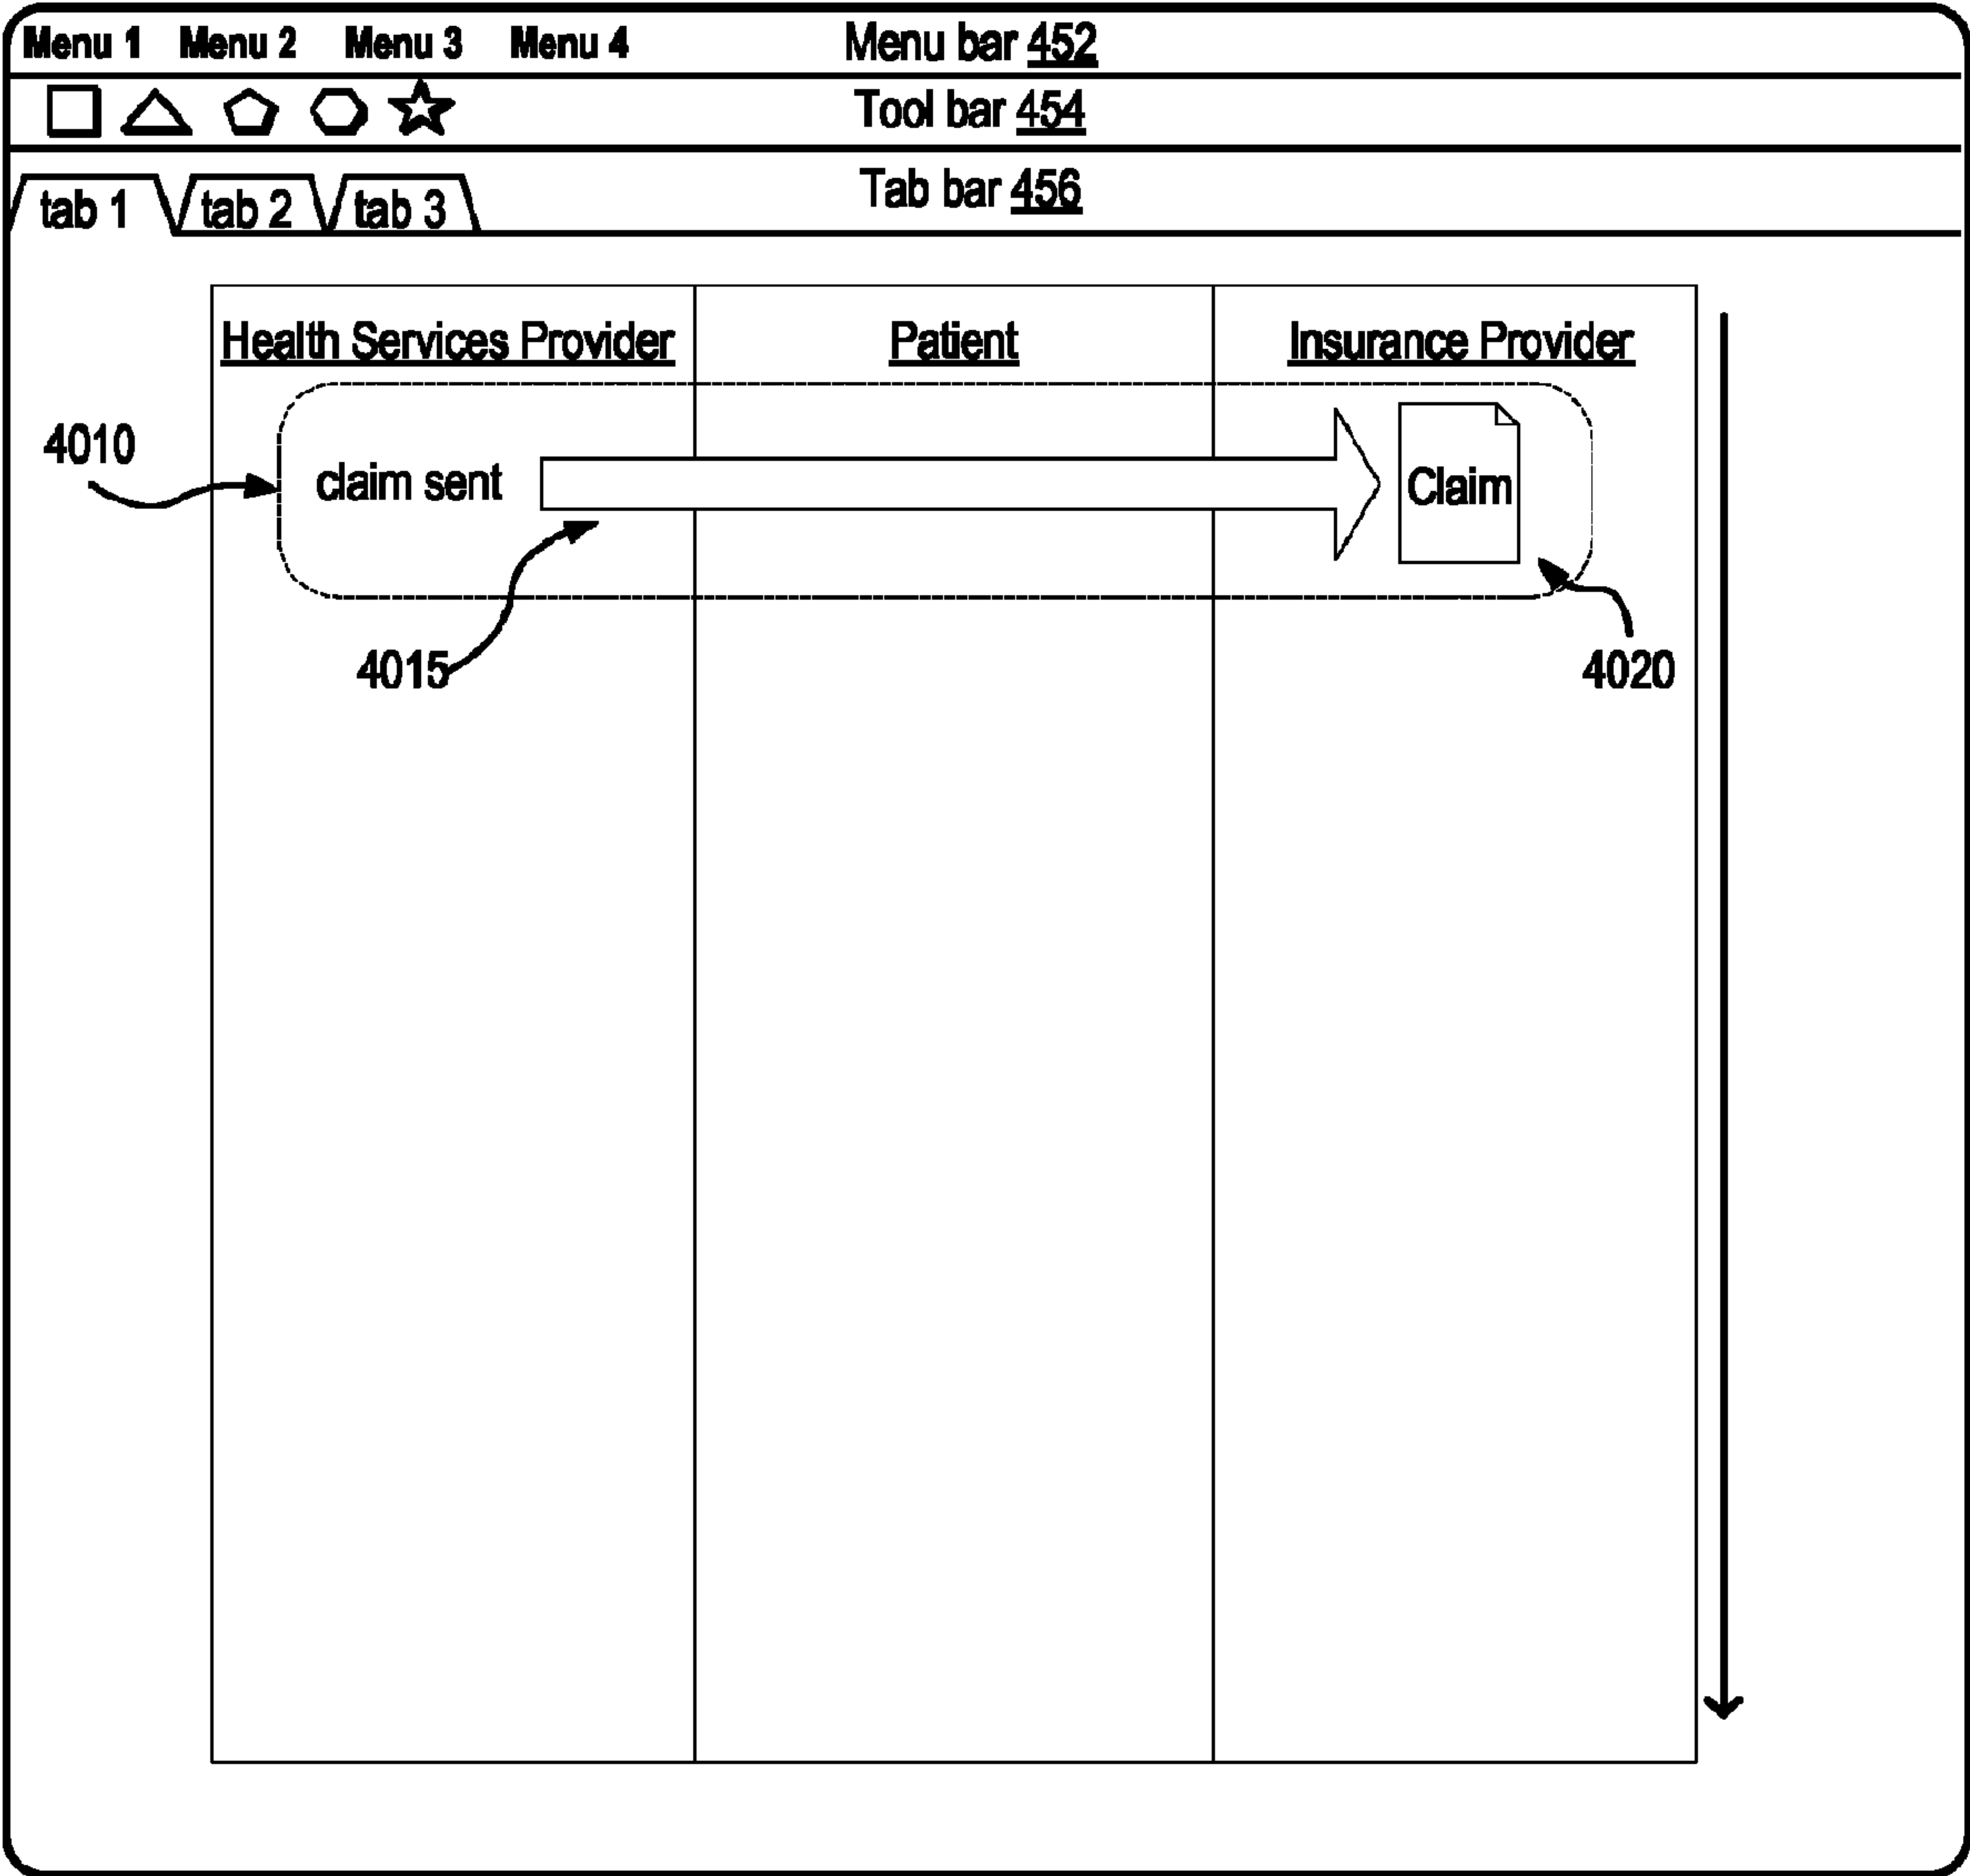 Menu 1 Menu 2 Menu 3 Menu 4 Menu bar 452
Tool bar 454
Tab bar 456
tab 1 tab 2 tab 3
Health Services Provider Patient Insurance Provider
4010
claim sent Claim
4015 4020